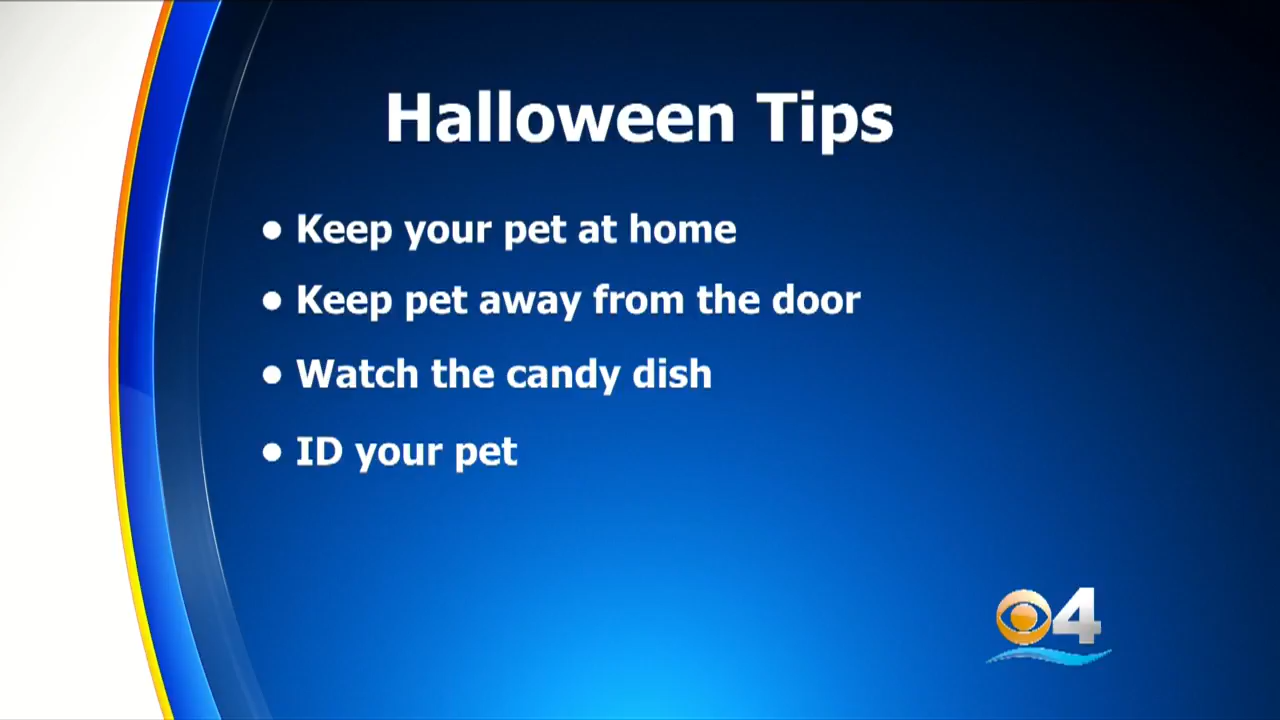 Halloween Tips
● Keep your pet at home
● Keep pet away from the door
● Watch the candy dish
● ID your pet
4